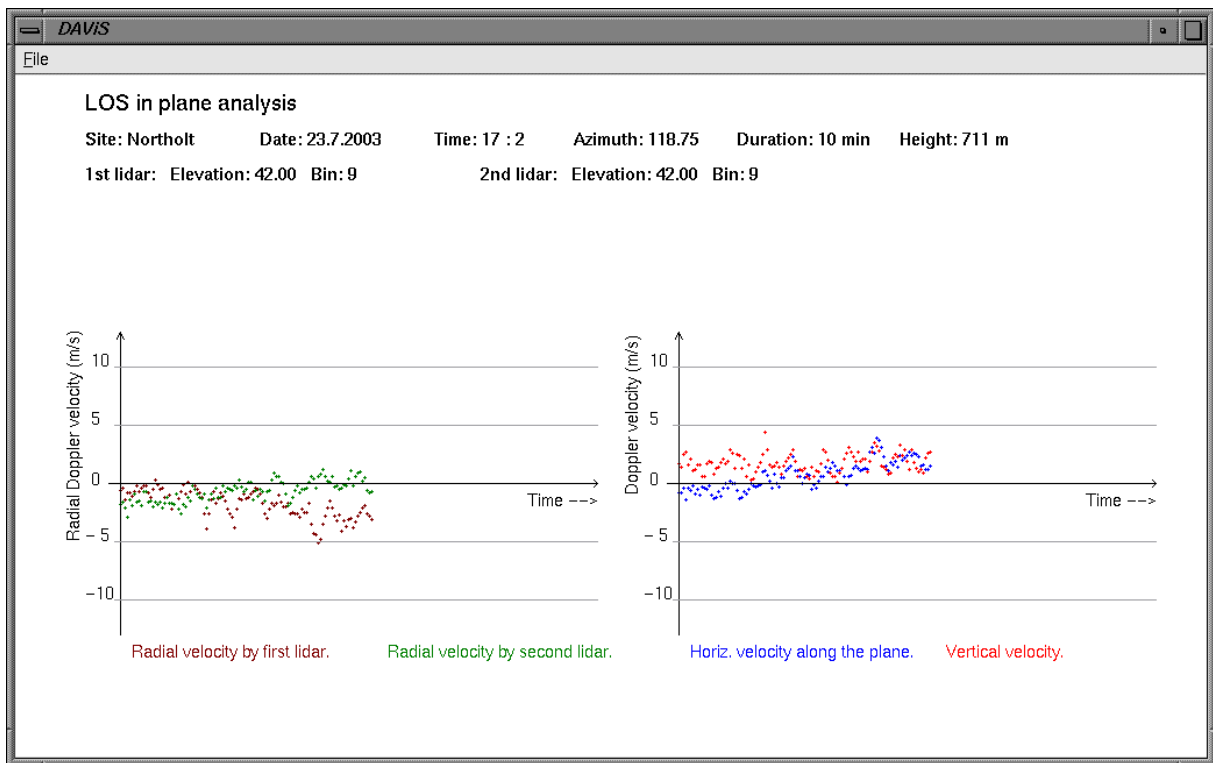 DAViS
File
LOS in plane analysis
Site: Northolt Date: 23.7.2003 Time: 17 : 2 Azimuth: 118.75 Duration: 10 min Height: 711 m
1st lidar: Elevation: 42.00 Bin: 9 2nd lidar: Elevation: 42.00 Bin: 9
Radial Doppler velocity (m/s)
10
5
0
- 5
-10
Time -->
Doppler velocity (m/s)
10
5
0
- 5
-10
Time -->
Radial velocity by first lidar. Radial velocity by second lidar. Horiz. velocity along the plane. Vertical velocity.